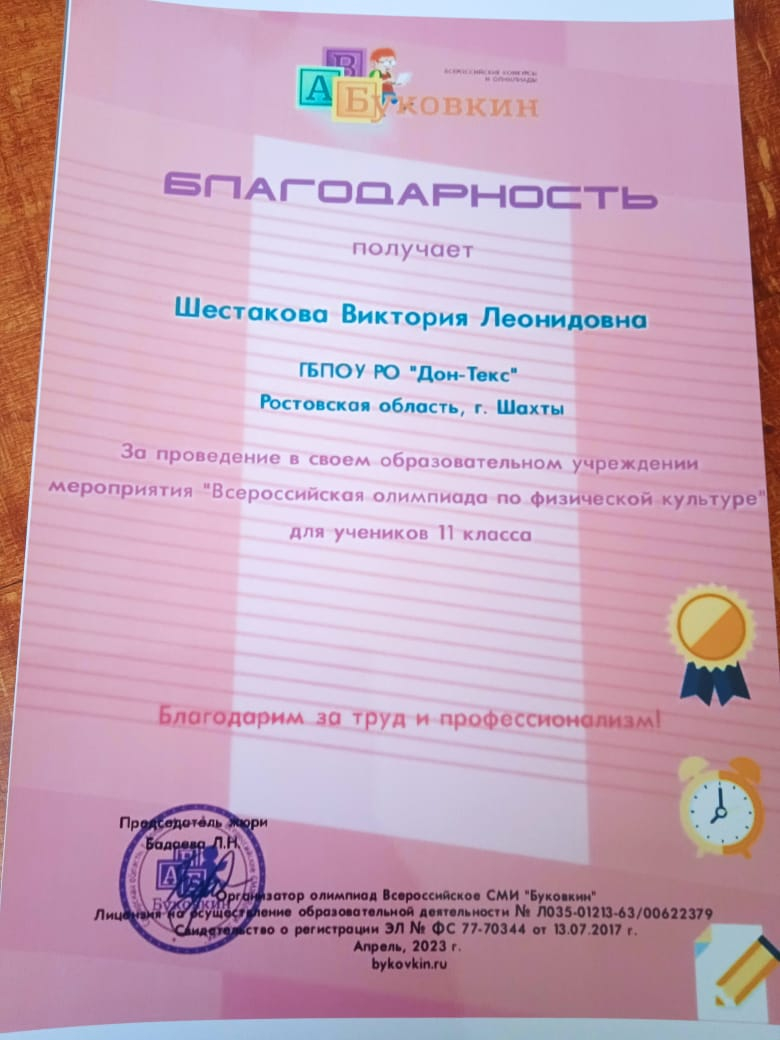 ВСЕРОССИЙСКИЕ КОНКУРСЫ
И ОЛИМПИАДЫ
В
А
Буковкин
БЛАГОДАРНОСТЬ
получает
Шестакова Виктория Леонидовна
ГБПОУ РО "Дон-Текс"
Ростовская область, г. Шахты
За проведение в своем образовательном учреждении
мероприятия "Всероссийская олимпиада по физической культуре"
для учеников 11 класса
Благодарим за труд и профессионализм!
Председатель жюри
Бадаева Л.Н.
Буковкин
Организатор олимпиад Всероссийское СМИ "Буковкин"
Лицензия на осуществление образовательной деятельности № Л035-01213-63/00622379
Свидетельство о регистрации ЭЛ № ФС 77-70344 от 13.07.2017 г.
Апрель, 2023 г.
bykovkin.ru